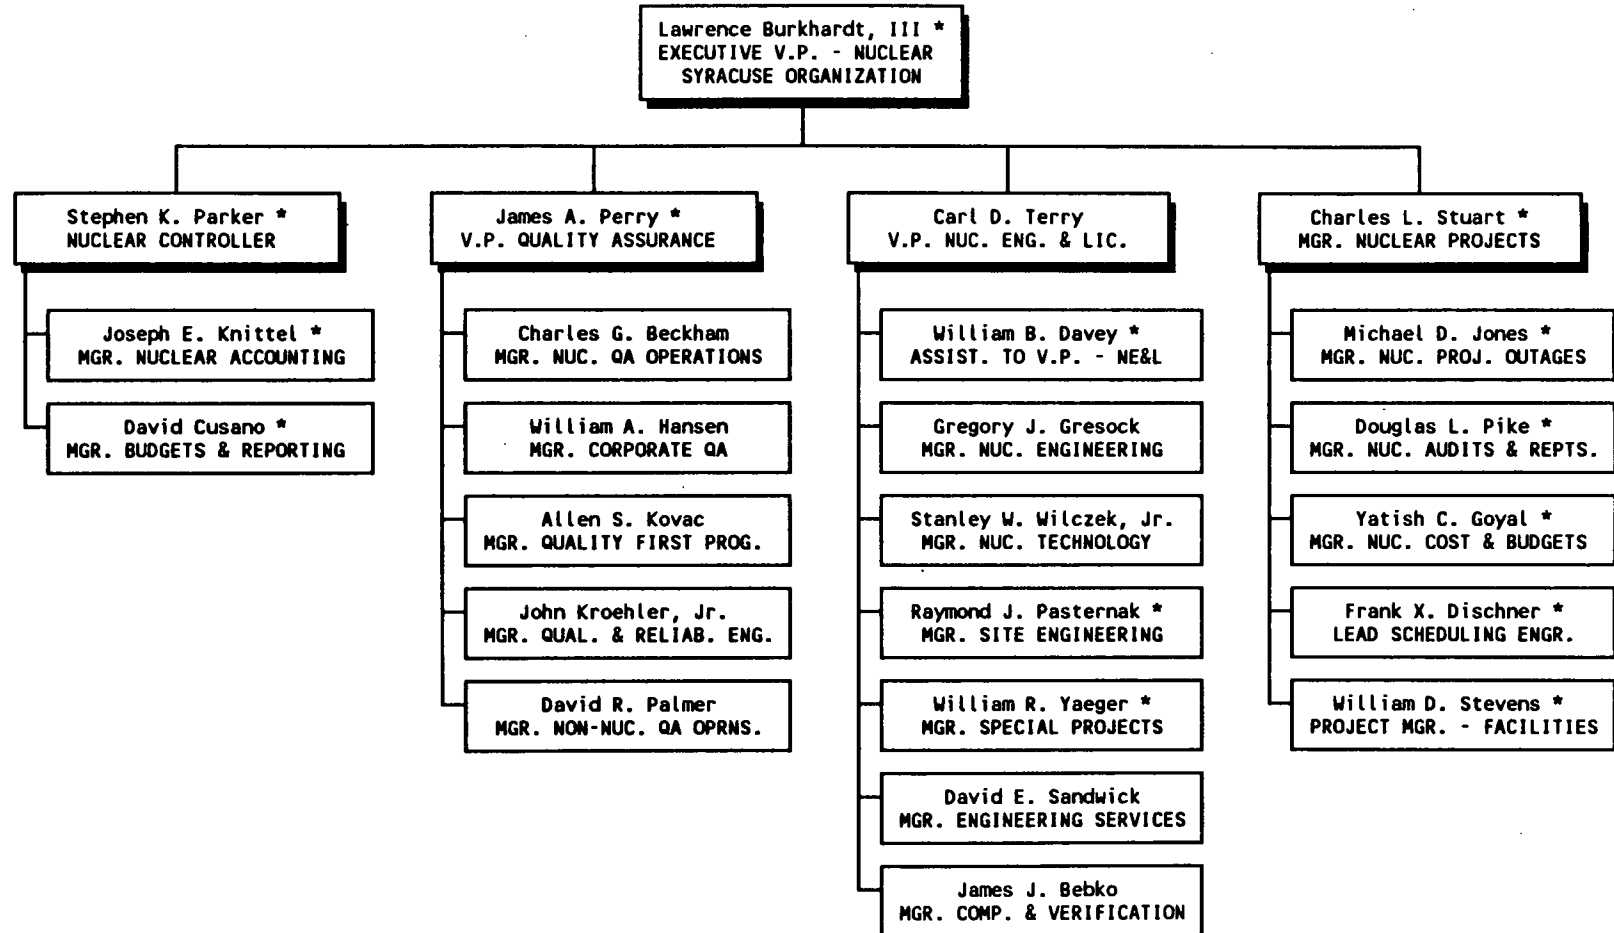 Lawrence Burkhardt, III *
EXECUTIVE V.P. - NUCLEAR
SYRACUSE ORGANIZATION
Stephen K. Parker *
NUCLEAR CONTROLLER
Joseph E. Knittel *
MGR. NUCLEAR ACCOUNTING
David Cusano *
MGR. BUDGETS & REPORTING
James A. Perry *
V.P. QUALITY ASSURANCE
Charles G. Beckham
MGR. NUC. QA OPERATIONS
William A. Hansen
MGR. CORPORATE QA
Allen S. Kovac
MGR. QUALITY FIRST PROG.
John Kroehler, Jr.
MGR. QUAL. & RELIAB. ENG.
David R. Palmer
MGR. NON-NUC. QA OPRNS.
Carl D. Terry
V.P. NUC. ENG. & LIC.
William B. Davey *
ASSIST. TO V.P. - NE&L
Gregory J. Gresock
MGR. NUC. ENGINEERING
Stanley W. Wilczek, Jr.
MGR. NUC. TECHNOLOGY
Raymond J. Pasternak *
MGR. SITE ENGINEERING
William R. Yaeger *
MGR. SPECIAL PROJECTS
David E. Sandwick
MGR. ENGINEERING SERVICES
James J. Bebko
MGR. COMP. & VERIFICATION
Charles L. Stuart *
MGR. NUCLEAR PROJECTS
Michael D. Jones *
MGR. NUC. PROJ. OUTAGES
Douglas L. Pike *
MGR. NUC. AUDITS & REPTS.
Yatish C. Goyal *
MGR. NUC. COST & BUDGETS
Frank X. Dischner *
LEAD SCHEDULING ENGR.
William D. Stevens *
PROJECT MGR. - FACILITIES